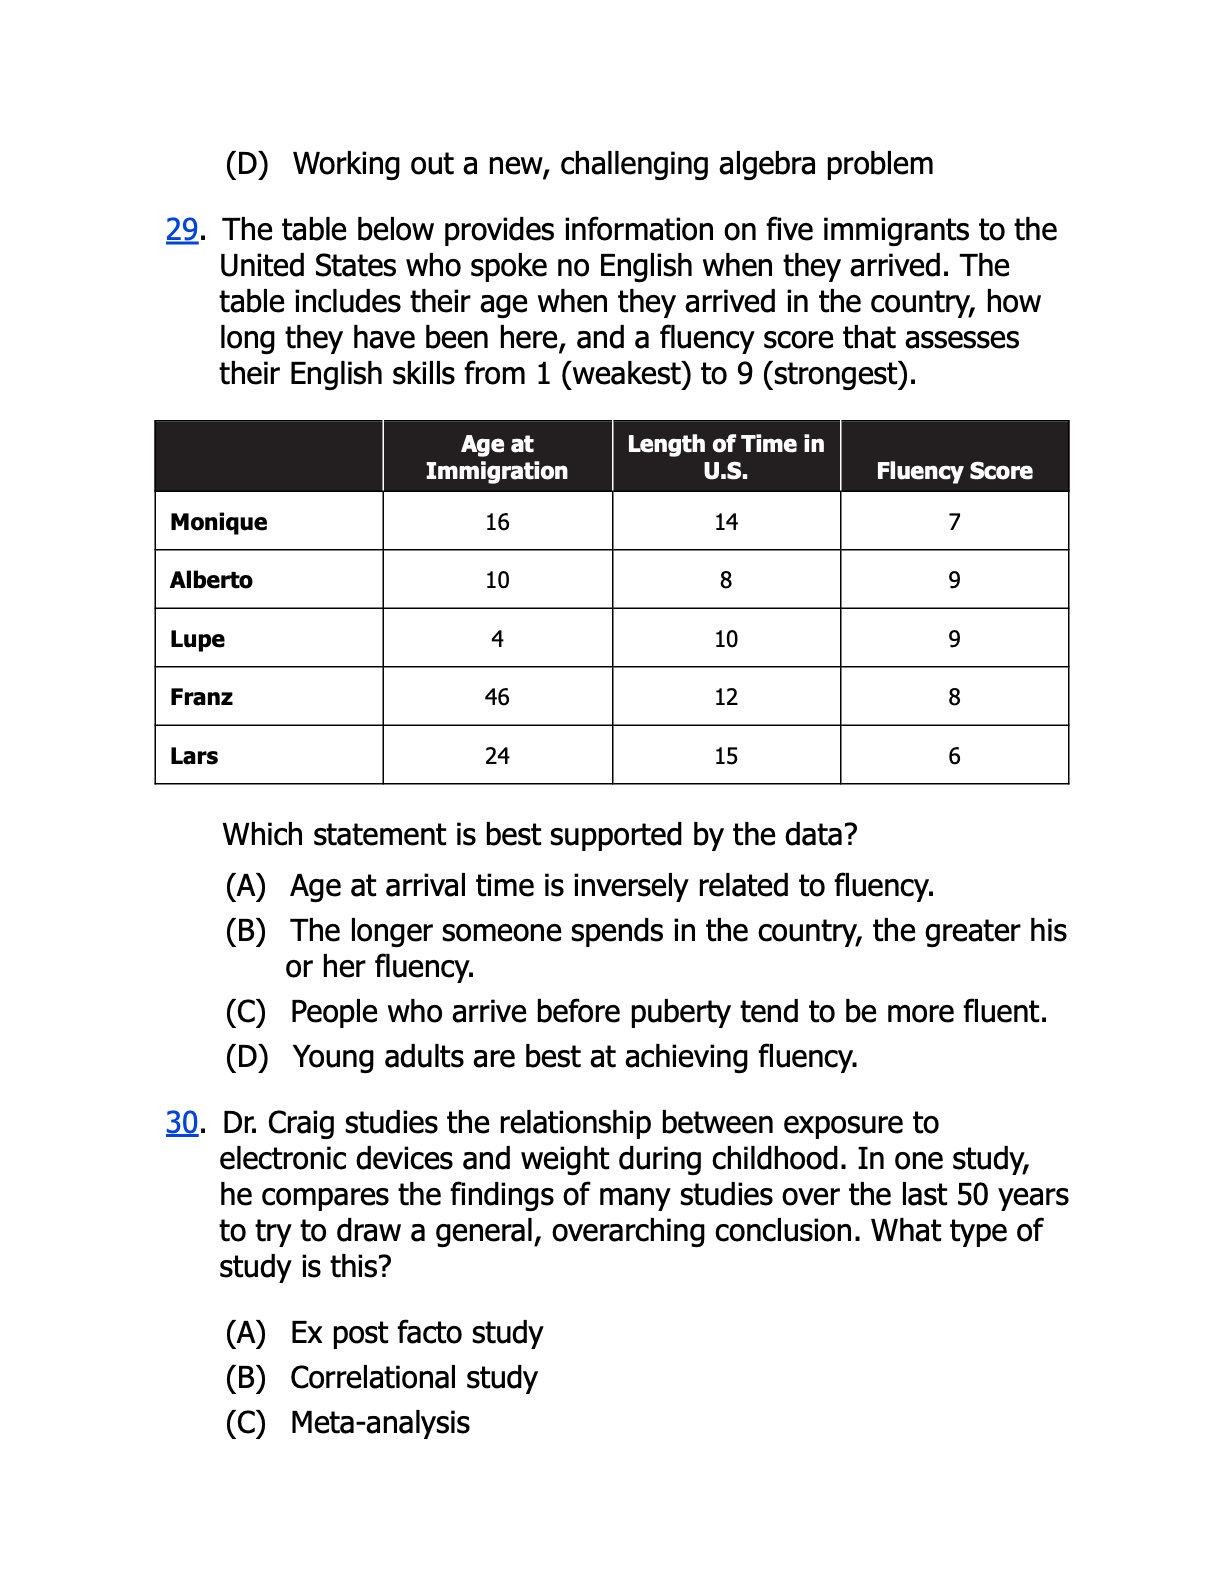 (D) Working out a new, challenging algebra problem
29. The table below provides information on five immigrants to the
United States who spoke no English when they arrived. The
table includes their age when they arrived in the country, how
long they have been here, and a fluency score that assesses
their English skills from 1 (weakest) to 9 (strongest).
Age at Immigration Length of Time in U.S. Fluency Score
Monique 16 14 7
Alberto 10 8 9
Lupe 4 10 9
Franz 46 12 8
Lars 24 15 6
Which statement is best supported by the data?
(A) Age at arrival time is inversely related to fluency.
(B) The longer someone spends in the country, the greater his
or her fluency.
(C) People who arrive before puberty tend to be more fluent.
(D) Young adults are best at achieving fluency.
30. Dr. Craig studies the relationship between exposure to
electronic devices and weight during childhood. In one study,
he compares the findings of many studies over the last 50 years
to try to draw a general, overarching conclusion. What type of
study is this?
(A) Ex post facto study
(B) Correlational study
(C) Meta-analysis